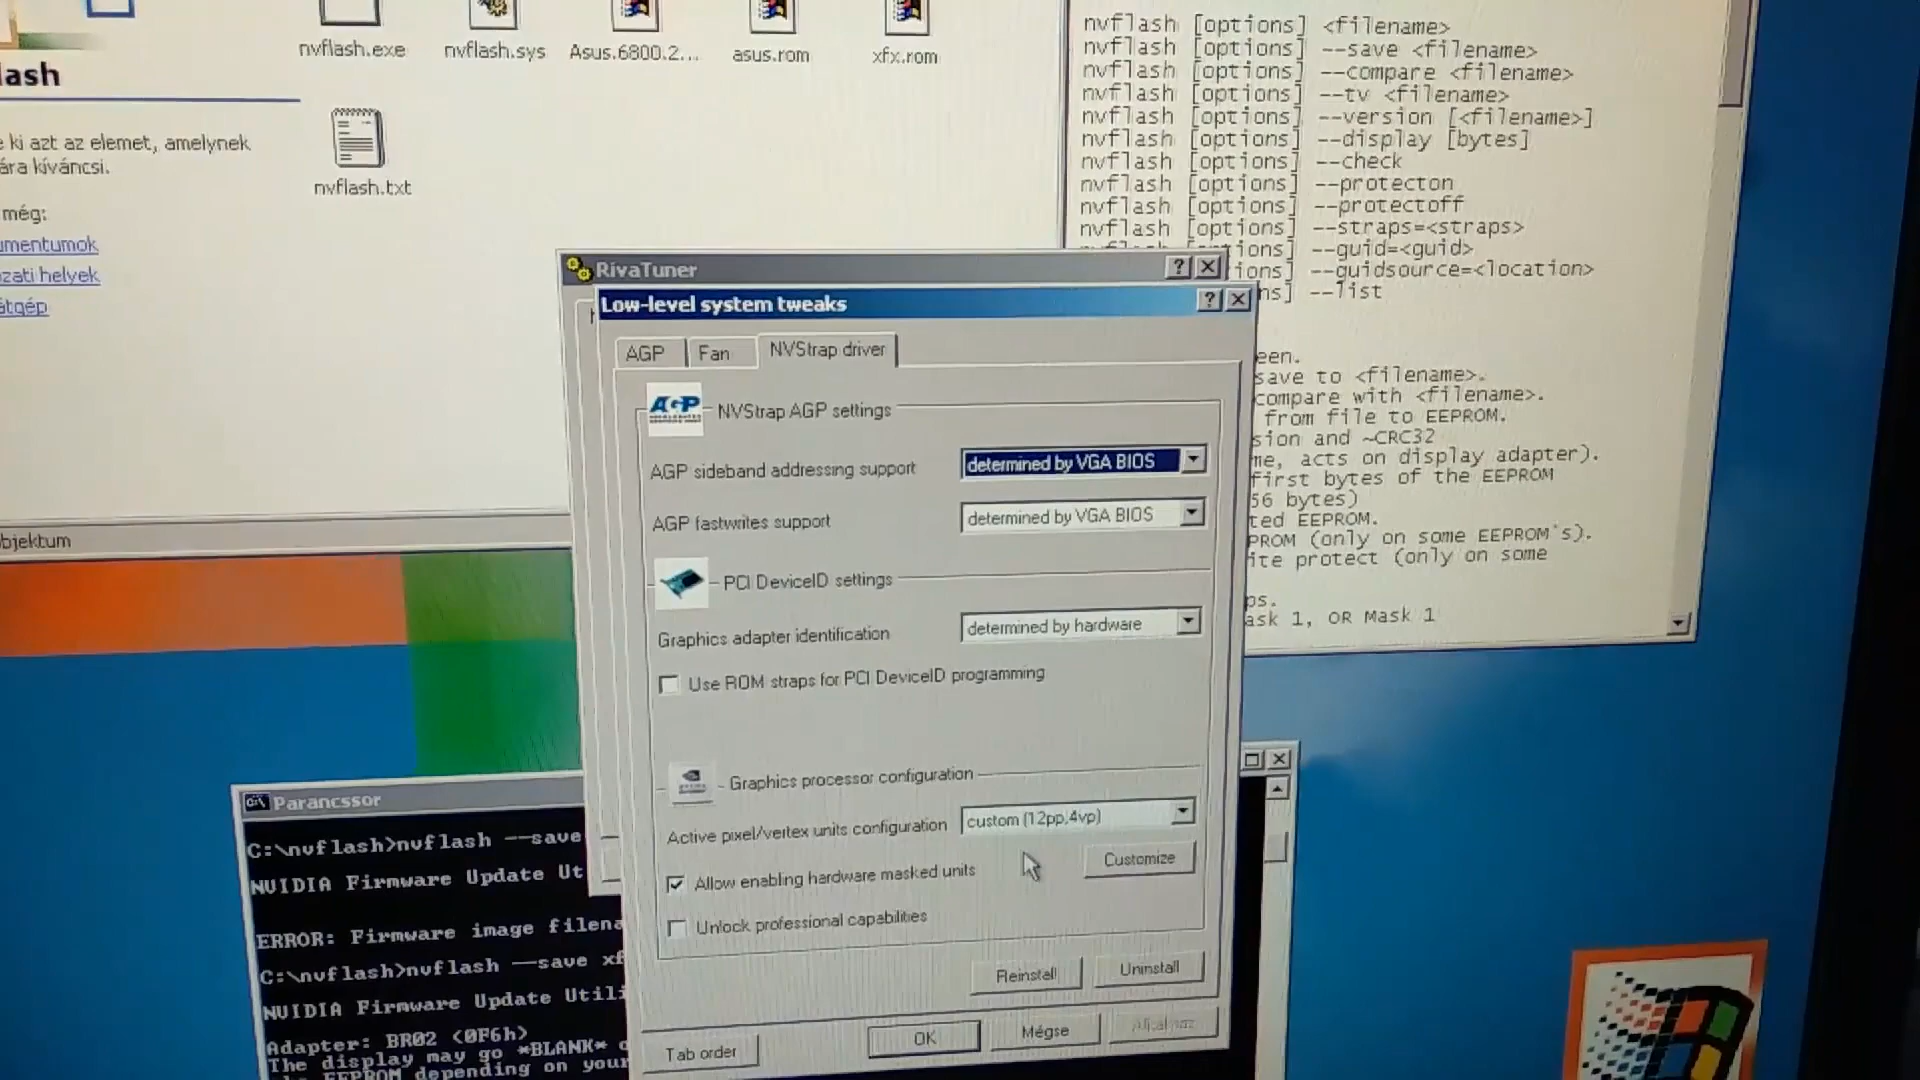 nvflash.exe
nvflash.sys
Asus.6800.2...
asus.rom
xfx.rom
lash
ki azt az elemet, amelynek
ára kíváncsi.
nvflash.txt
még:
umentumok
zati helyek
átgép
bjektum
nvflash [options] <filename>
nvflash [options] --save <filename>
nvflash [options] --compare <filename>
nvflash [options] --tv <filename>
nvflash [options] --version [<filename>]
nvflash [options] --display [bytes]
nvflash [options] --check
nvflash [options] --protecton
nvflash [options] --protectoff
nvflash [options] --straps=<straps>
ions] --guid=<guid>
ions] --guidsource=<location>
ns] --list
een.
save to <filename>.
compare with <filename>.
from file to EEPROM.
sion and ~CRC32
me, acts on display adapter).
first bytes of the EEPROM
56 bytes)
ted EEPROM.
PROM (only on some EEPROM's).
ite protect (only on some
ps.
ask 1, OR Mask 1
RivaTuner
Low-level system tweaks
AGP
Fan
NVStrap driver
AGP
NVStrap AGP settings
AGP sideband addressing support
determined by VGA BIOS
AGP fastwrites support
determined by VGA BIOS
PCI DeviceID settings
Graphics adapter identification
determined by hardware
Use ROM straps for PCI DeviceID programming
Graphics processor configuration
Active pixel/vertex units configuration
custom (12pp,4vp)
Customize
Allow enabling hardware masked units
Unlock professional capabilities
Reinstall
Uninstall
Tab order
OK
Mégse
Parancssor
C:\nvflash>nvflash --save
NVIDIA Firmware Update Ut
ERROR: Firmware image filena
C:\nvflash>nvflash --save xf
NVIDIA Firmware Update Utili
Adapter: BR02 <0F6h>
The display may go *BLANK* o
EEPROM depending on your